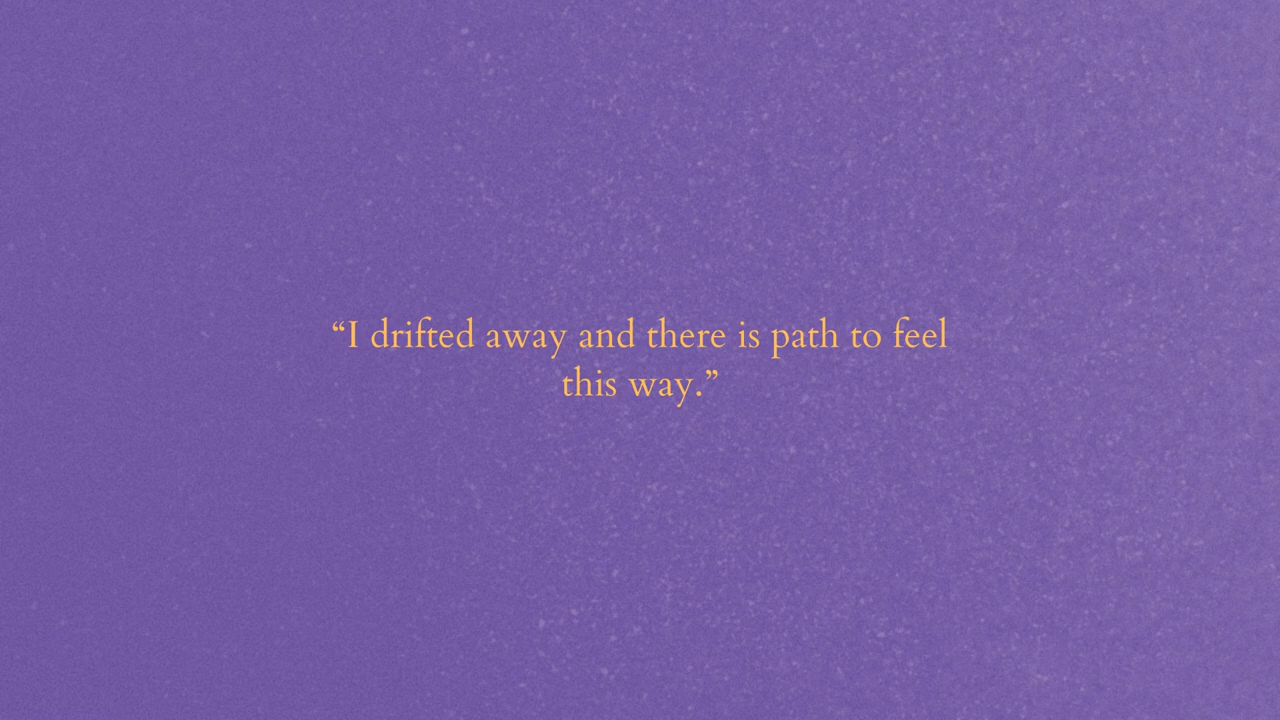 “I drifted away and there is path to feel
this way.”